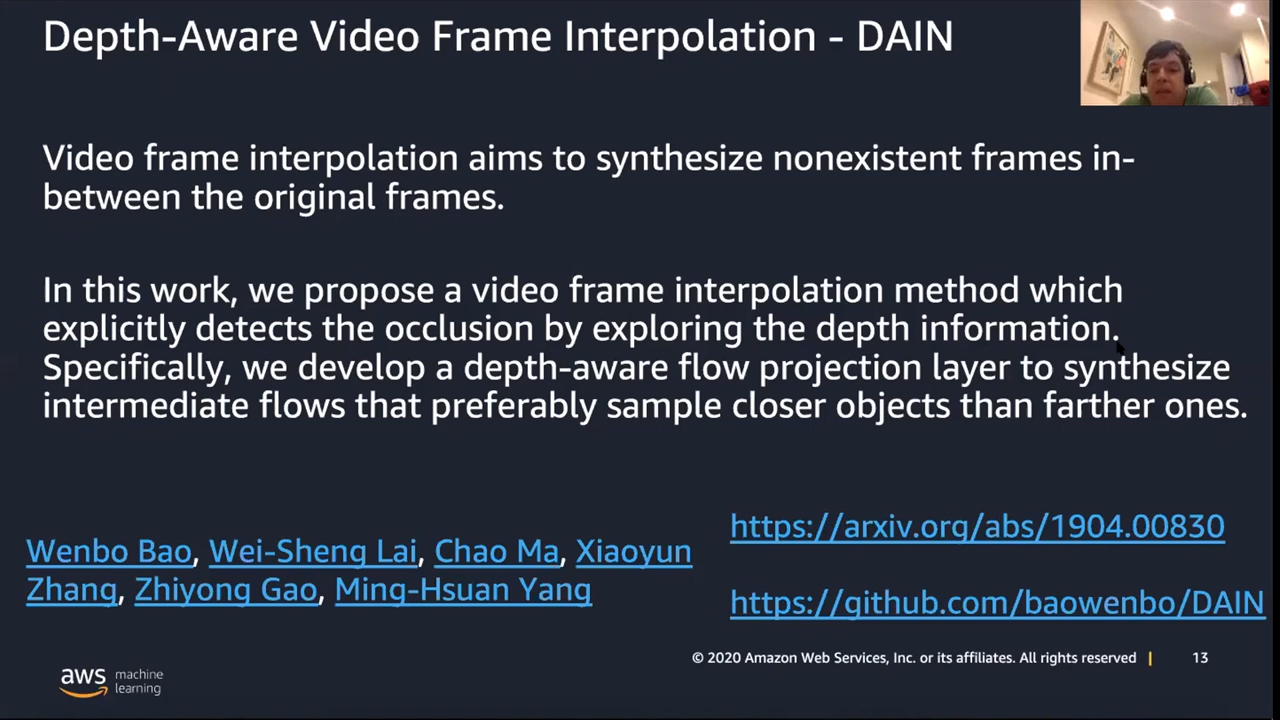 Depth-Aware Video Frame Interpolation - DAIN
Video frame interpolation aims to synthesize nonexistent frames in-
between the original frames.
In this work, we propose a video frame interpolation method which
explicitly detects the occlusion by exploring the depth information.
Specifically, we develop a depth-aware flow projection layer to synthesize
intermediate flows that preferably sample closer objects than farther ones.
Wenbo Bao, Wei-Sheng Lai, Chao Ma, Xiaoyun
Zhang, Zhiyong Gao, Ming-Hsuan Yang
https://arxiv.org/abs/1904.00830
https://github.com/baowenbo/DAIN
© 2020 Amazon Web Services, Inc. or its affiliates. All rights reserved | 13
aws machine
learning